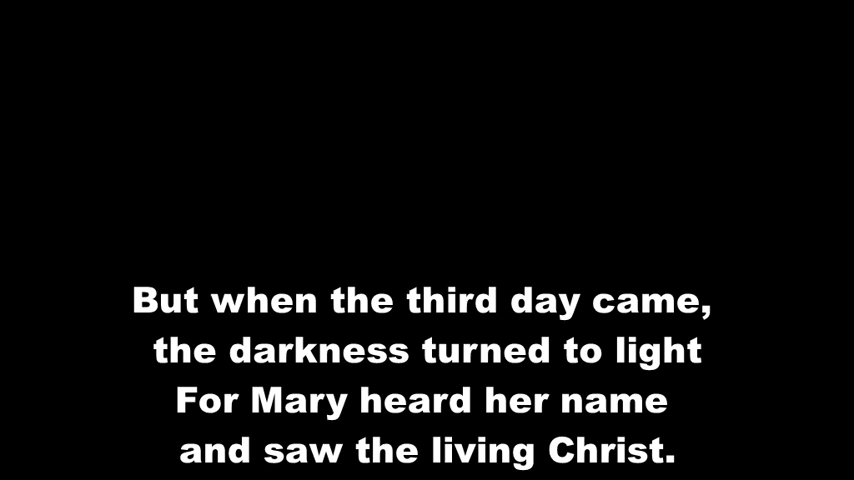 But when the third day came,
the darkness turned to light
For Mary heard her name
and saw the living Christ.